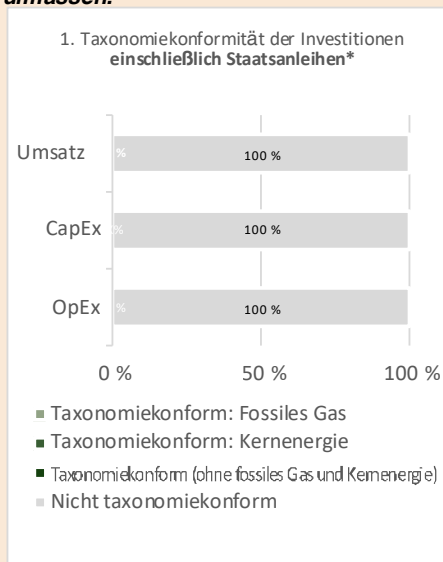 umfassen.
1. Taxonomiekonformität der Investitionen
einschließlich Staatsanleihen*
Umsatz
%
100 %
CapEx
%
100 %
OpEx
%
100 %
0 %
50 %
100 %
Taxonomiekonform: Fossiles Gas
Taxonomiekonform: Kernenergie
Taxonomiekonform (ohne fossiles Gas und Kernenergie)
Nicht taxonomiekonform